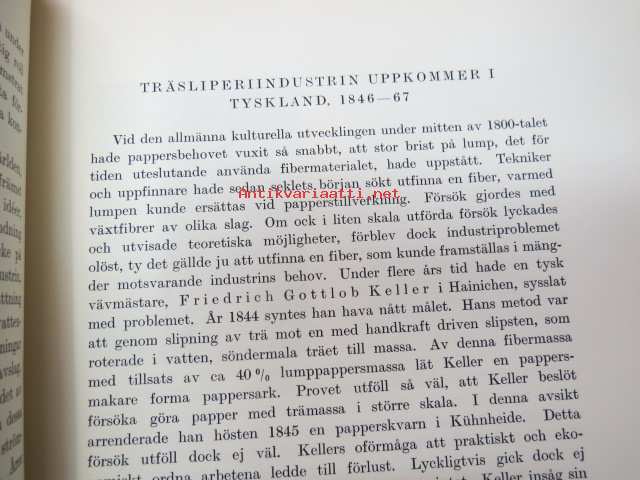 TRÄSLIPERIINDUSTRIN UPPKOMMER I
TYSKLAND. 1846—67
Vid den allmänna kulturella utvecklingen under mitten av 1800-talet
hade pappersbehovet vuxit så snabbt, att stor brist på lump, det för
tiden uteslutande använda fibermaterialet, hade uppstått. Tekniker
och uppfinnare hade sedan seklets början sökt utfinna en fiber, varmed
Antikvariaatti.net
lumpen kunde ersättas vid papperstillverkning. Försök gjordes med
växtfibrer av olika slag. Om ock i liten skala utförda försök lyckades
och utvisade teoretiska möjligheter, förblev dock industriproblemet
olöst, ty det gällde ju att utfinna en fiber, som kunde framställas i mäng-
der motsvarande industrins behov. Under flere års tid hade en tysk
vävmästare, Friedrich Gottlob Keller i Hainichen, sysslat
med problemet. År 1844 syntes han hava nått målet. Hans metod var
att genom slipning av trä mot en med handkraft driven slipsten, som
roterade i vatten, söndermala träet till massa. Av denna fibermassa
med tillsats av ca 40 % lumppappersmassa lät Keller en pappers-
makare forma pappersark. Provet utföll så väl, att Keller beslöt
försöka göra papper med trämassa i större skala. I denna avsikt
arrenderade han hösten 1845 en papperskvarn i Kühnheide. Detta
försök utföll dock ej väl. Kellers oförmåga att praktiskt och eko-
ordna arbetena ledde till förlust. Lyckligtvis gick dock ej
Keller insåg sin